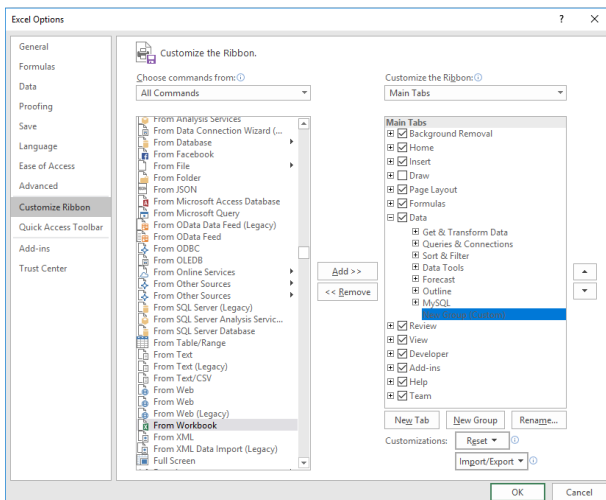 Excel Options
?
General
Formulas
Data
Proofing
Save
Language
Ease of Access
Advanced
Customize Ribbon
Quick Access Toolbar
Add-ins
Trust Center
Customize the Ribbon.
Choose commands from:
All Commands
From Analysis Services
From Data Connection Wizard (...
From Database
From Facebook
From File
From Folder
From JSON
From Microsoft Access Database
From Microsoft Query
From OData Data Feed (Legacy)
From OData Feed
From ODBC
From OLEDB
From Online Services
From Other Sources
From Other Sources
From SQL Server (Legacy)
From SQL Server Analysis Servic...
From SQL Server Database
From Table/Range
From Text
From Text (Legacy)
From Text/CSV
From Web
From Web
From Web (Legacy)
From Workbook
From XML
From XML Data Import (Legacy)
Full Screen
Add >>
<< Remove
Customize the Ribbon:
Main Tabs
Main Tabs
Background Removal
Home
Insert
Draw
Page Layout
Formulas
Data
Get & Transform Data
Queries & Connections
Sort & Filter
Data Tools
Forecast
Outline
MySQL
New Group (Custom)
Review
View
Developer
Add-ins
Help
Team
New Tab
New Group
Rename...
Customizations:
Reset
Import/Export
OK
Cancel